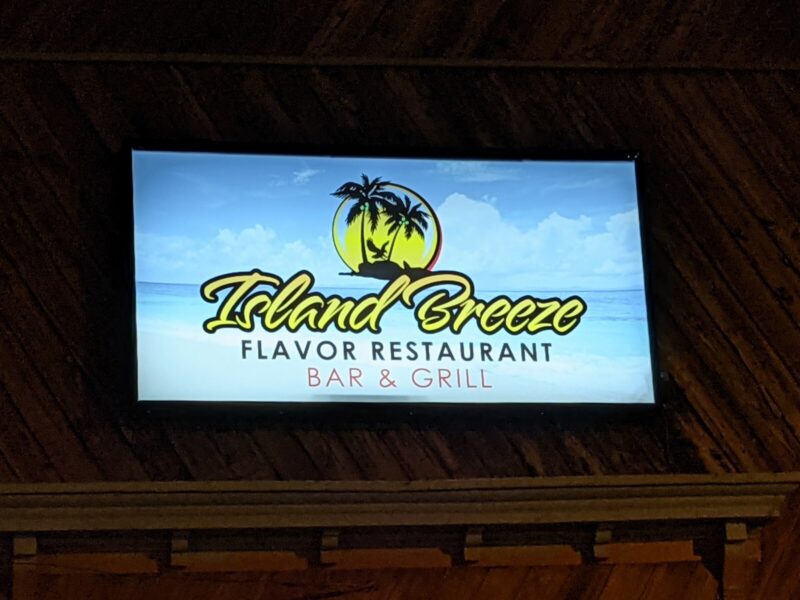 Island Breeze
FLAVOR RESTAURANT
BAR & GRILL